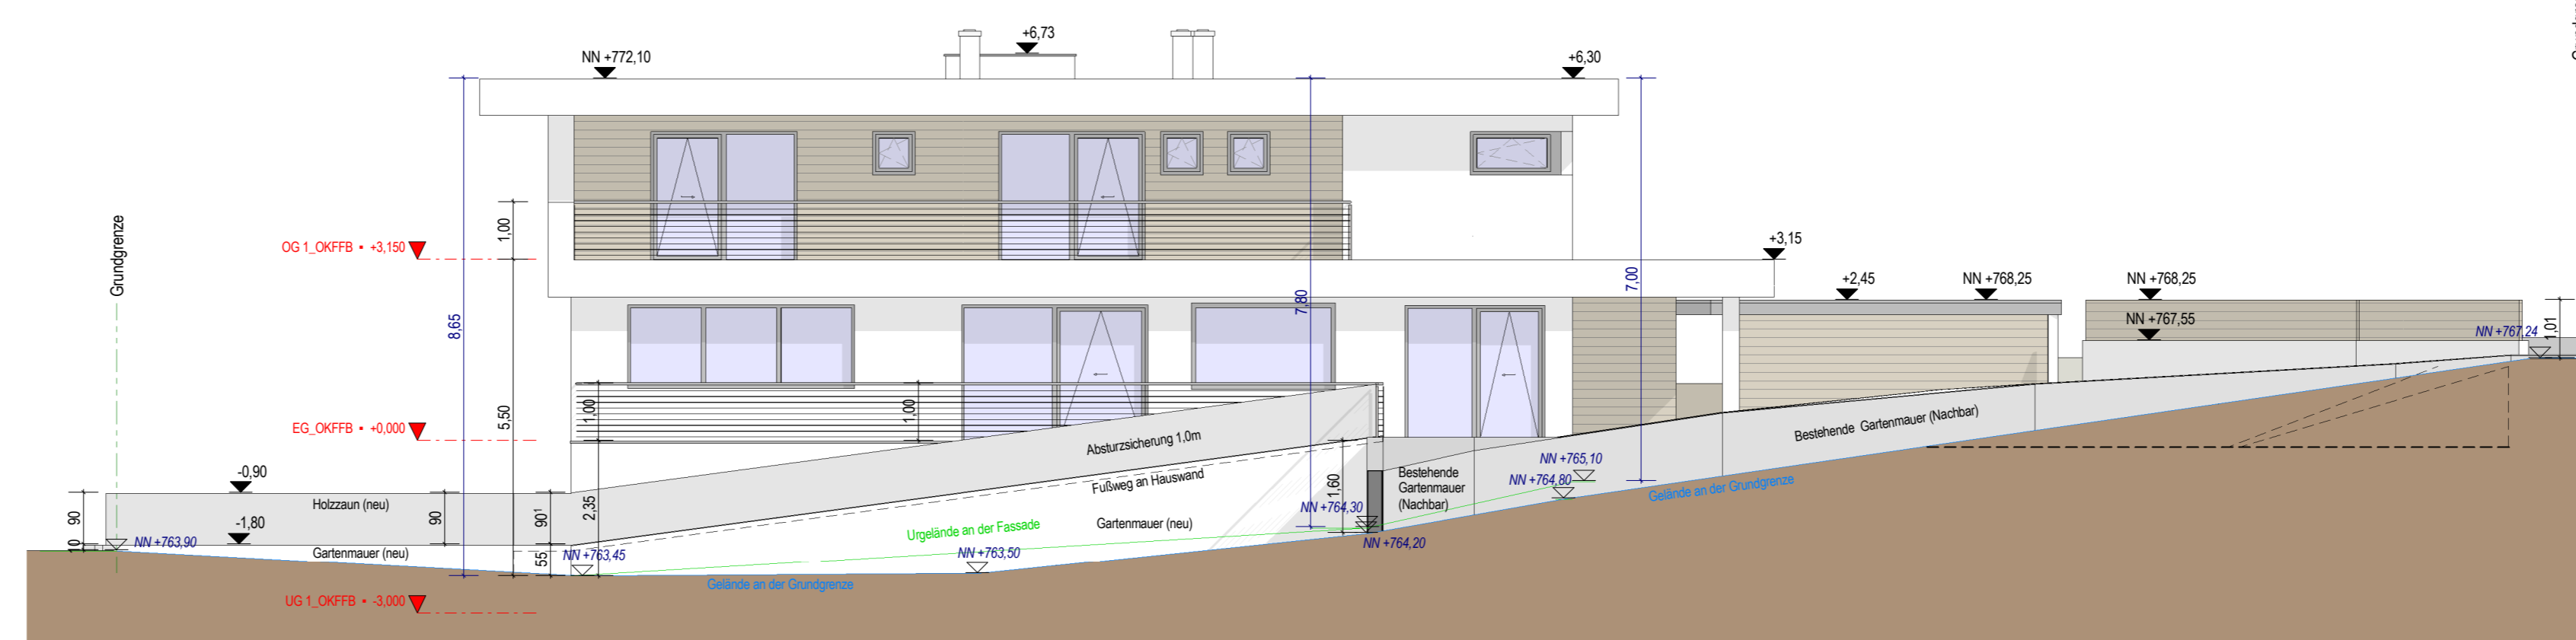 +6,73
NN +772,10
+6,30
Grundgrenze
OG 1_OKFFB ▪ +3,150
1,00
+3,15
8,65
7,80
7,00
+2,45
NN +768,25
NN +768,25
NN +767,55
NN +767,24
1,01
5,50
EG_OKFFB ▪ +0,000
1,00
1,00
Absturzsicherung 1,0m
Bestehende Gartenmauer (Nachbar)
-0,90
Holzzaun (neu)
90
90
90¹
2,35
Fußweg an Hauswand
1,60
Bestehende
Gartenmauer
(Nachbar)
NN +765,10
NN +764,80
Gelände an der Grundgrenze
NN +764,30
-1,80
Urgelände an der Fassade
Gartenmauer (neu)
10
NN +763,90
Gartenmauer (neu)
55
NN +763,45
NN +763,50
NN +764,20
Gelände an der Grundgrenze
UG 1_OKFFB ▪ -3,000